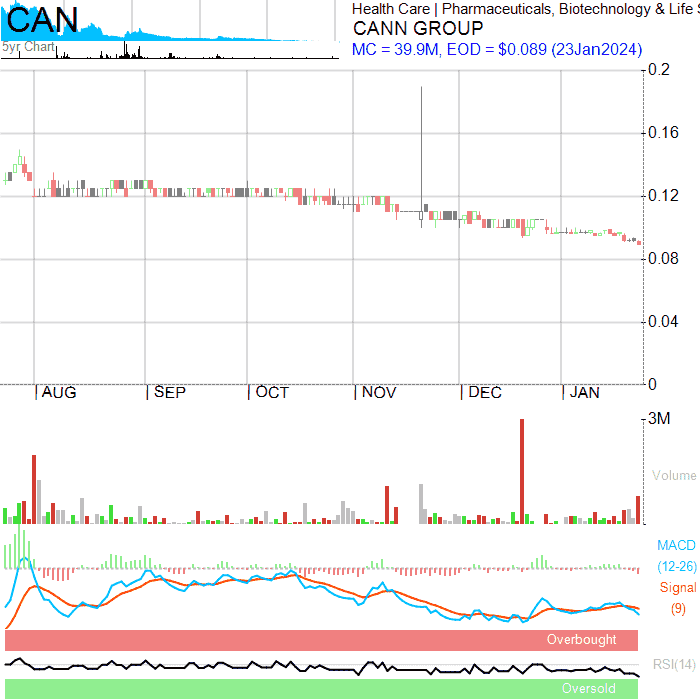 CAN
Health Care | Pharmaceuticals, Biotechnology & Life S
CANN GROUP
5yr Chart
MC = 39.9M, EOD = $0.089 (23Jan2024)
0.2
0.16
0.12
0.08
0.04
0
AUG SEP OCT NOV DEC JAN
3M
Volume
MACD
(12-26)
Signal
(9)
Overbought
RSI(14)
Oversold